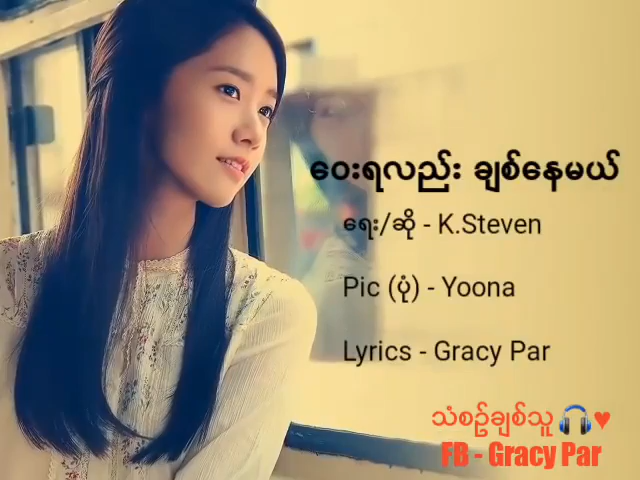 ဝေးရလည်း ချစ်နေမယ်
ရေး/ဆို - K.Steven
Pic (ပုံ) - Yoona
Lyrics - Gracy Par
သံစဥ်ချစ်သူ 🎧♥
FB - Gracy Par